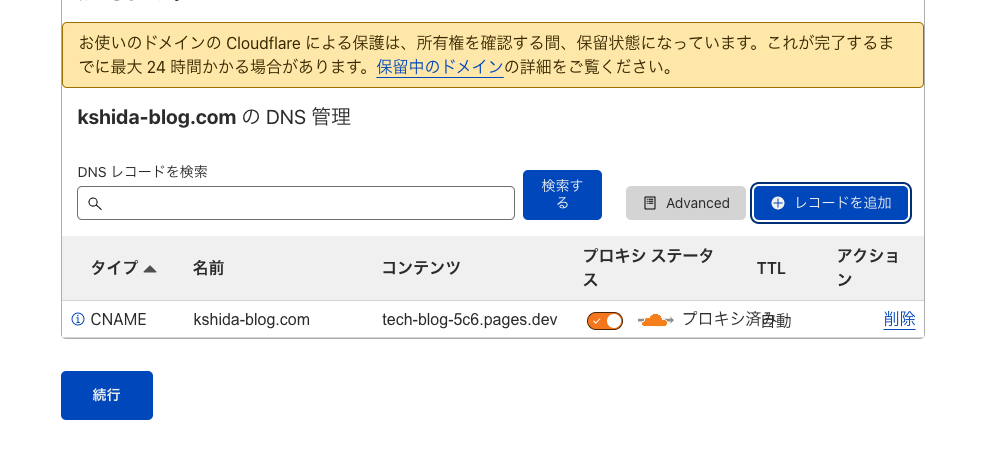 お使いのドメインの Cloudflare による保護は、所有権を確認する間、保留状態になっています。これが完了するま
でに最大 24 時間かかる場合があります。保留中のドメインの詳細をご覧ください。
kshida-blog.com の DNS 管理
DNS レコードを検索
検索す
る
Advanced
レコードを追加
タイプ 名前 コンテンツ プロキシ ステータ
ス TTL アクショ
ン
CNAME kshida-blog.com tech-blog-5c6.pages.dev プロキシ済み 自動 削除
続行